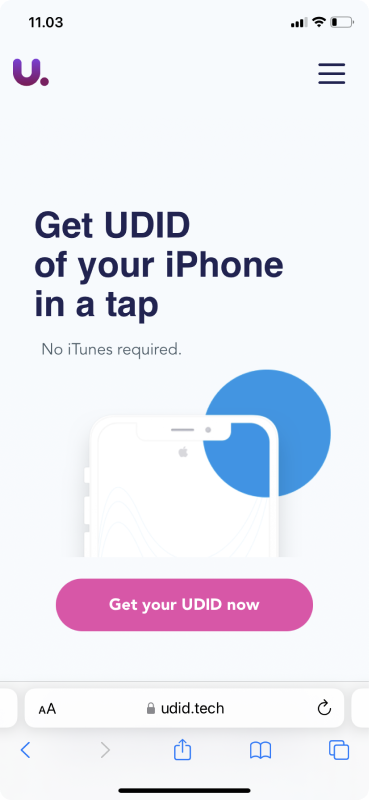 11.03
U.
Get UDID
of your iPhone
in a tap
No iTunes required.
Get your UDID now
AA
udid.tech